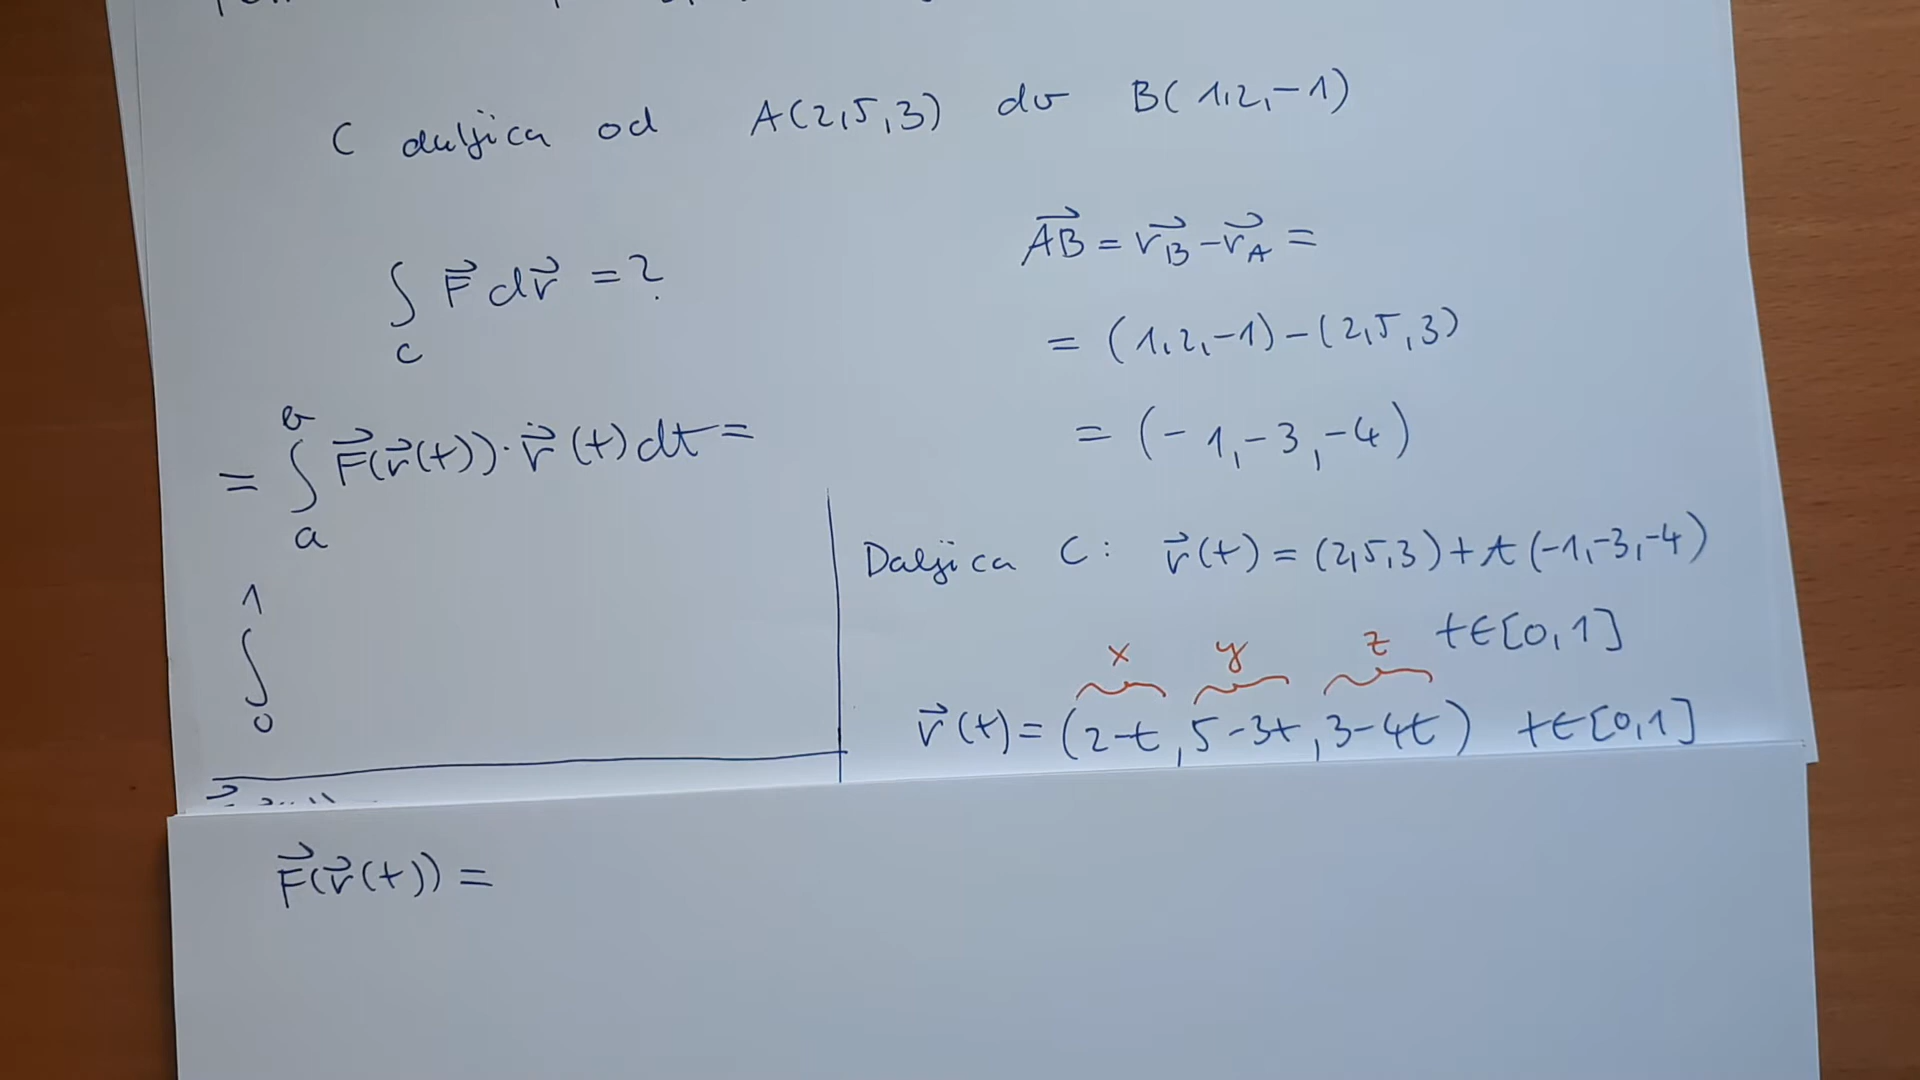 C daljica od A(2,5,3) do B(1,2,-1)
∫_C F⃗ dr⃗ = ?
= ∫_a^b F⃗(r⃗(t))·r⃗̇(t)dt =
∫_0^1
AB⃗ = r⃗_B - r⃗_A =
= (1,2,-1)-(2,5,3)
= (-1,-3,-4)
Daljica C: r⃗(t) = (2,5,3)+t(-1,-3,-4)
t∈[0,1]
x y z
r⃗(t) = (2-t, 5-3t, 3-4t) t∈[0,1]
F⃗(r⃗(t)) =